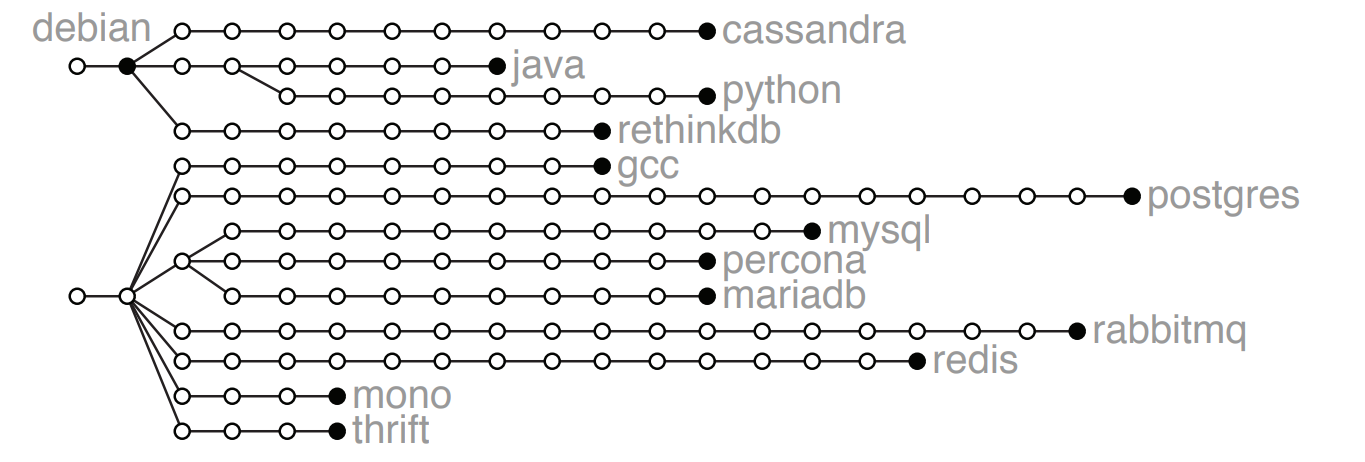 debian
cassandra
java
python
rethinkdb
gcc
postgres
mysql
percona
mariadb
rabbitmq
redis
mono
thrift